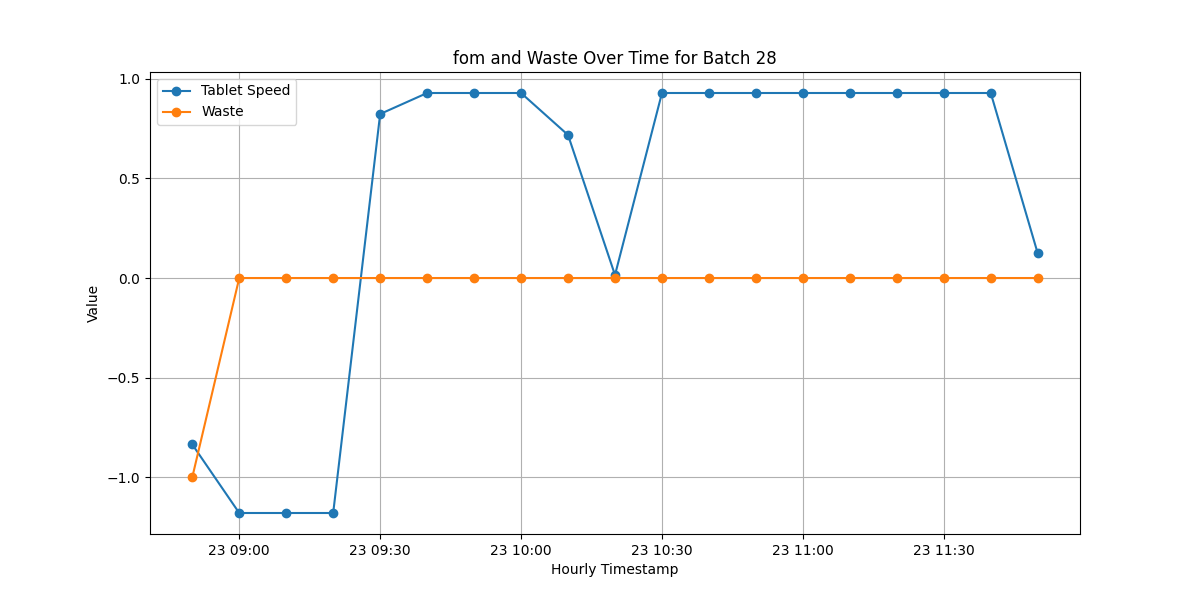 fom and Waste Over Time for Batch 28
Tablet Speed
Waste
1.0
0.5
0.0
−0.5
−1.0
Value
23 09:00
23 09:30
23 10:00
23 10:30
23 11:00
23 11:30
Hourly Timestamp